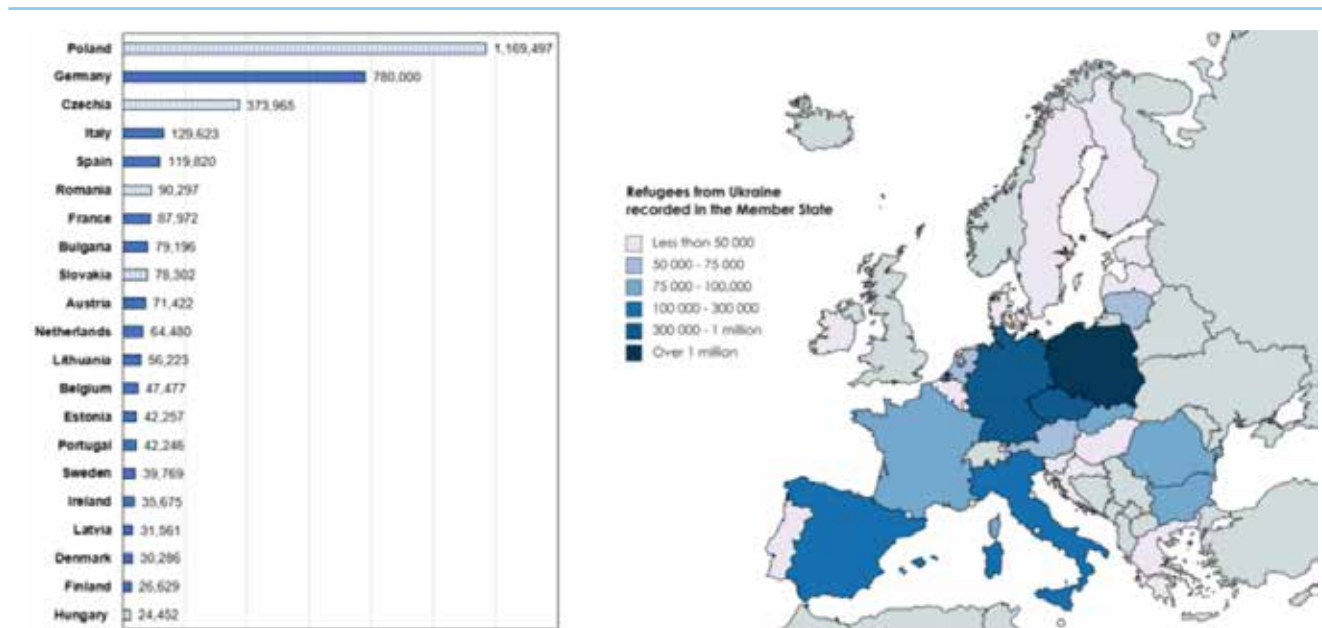 Poland 1,169,497
Germany 780,000
Czechia 373,965
Italy 129,623
Spain 119,820
Romania 90,297
France 87,972
Bulgaria 79,196
Slovakia 78,302
Austria 71,422
Netherlands 64,480
Lithuania 56,223
Belgium 47,477
Estonia 42,257
Portugal 42,246
Sweden 39,769
Ireland 35,675
Latvia 31,561
Denmark 30,286
Finland 26,629
Hungary 24,452
Refugees from Ukraine
recorded in the Member State
Less than 50 000
50 000 - 75 000
75 000 - 100,000
100 000 - 300 000
300 000 - 1 million
Over 1 million